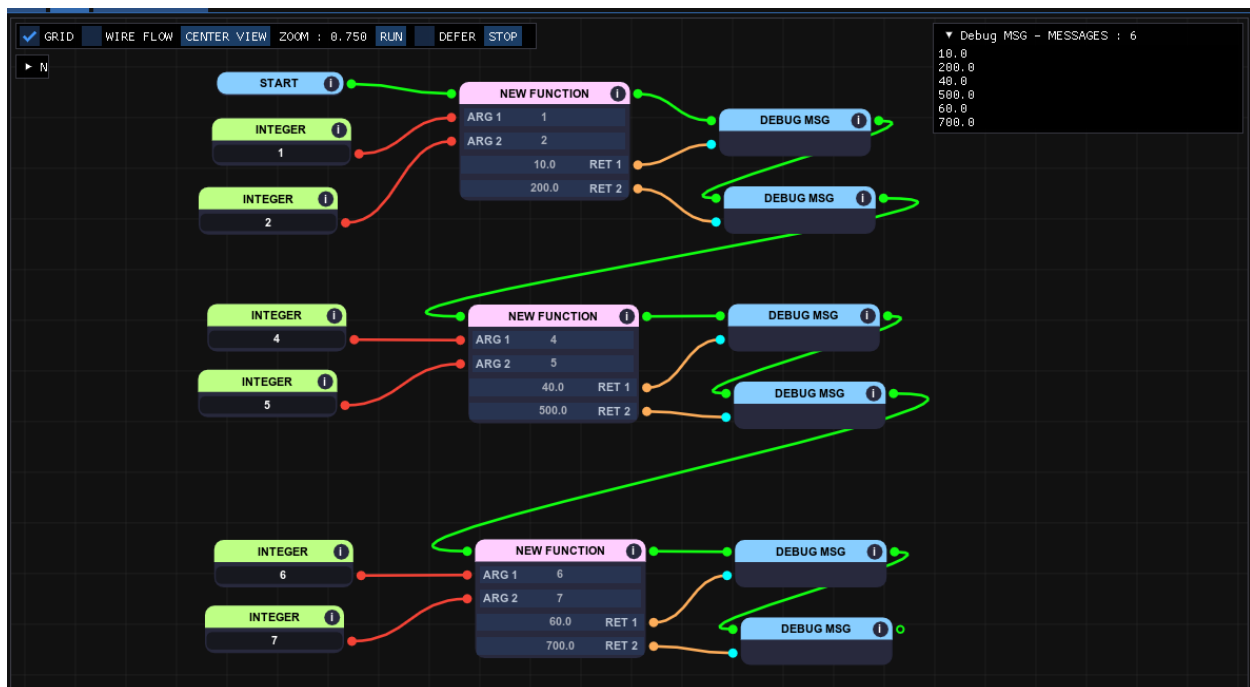 GRID WIRE FLOW CENTER VIEW ZOOM : 0.750 RUN DEFER STOP
▼ Debug MSG - MESSAGES : 6
10.0
200.0
40.0
500.0
60.0
700.0
► N
START
NEW FUNCTION
ARG 1 1
ARG 2 2
10.0 RET 1
200.0 RET 2
INTEGER
1
INTEGER
2
DEBUG MSG
DEBUG MSG
INTEGER
4
INTEGER
5
NEW FUNCTION
ARG 1 4
ARG 2 5
40.0 RET 1
500.0 RET 2
DEBUG MSG
DEBUG MSG
INTEGER
6
INTEGER
7
NEW FUNCTION
ARG 1 6
ARG 2 7
60.0 RET 1
700.0 RET 2
DEBUG MSG
DEBUG MSG